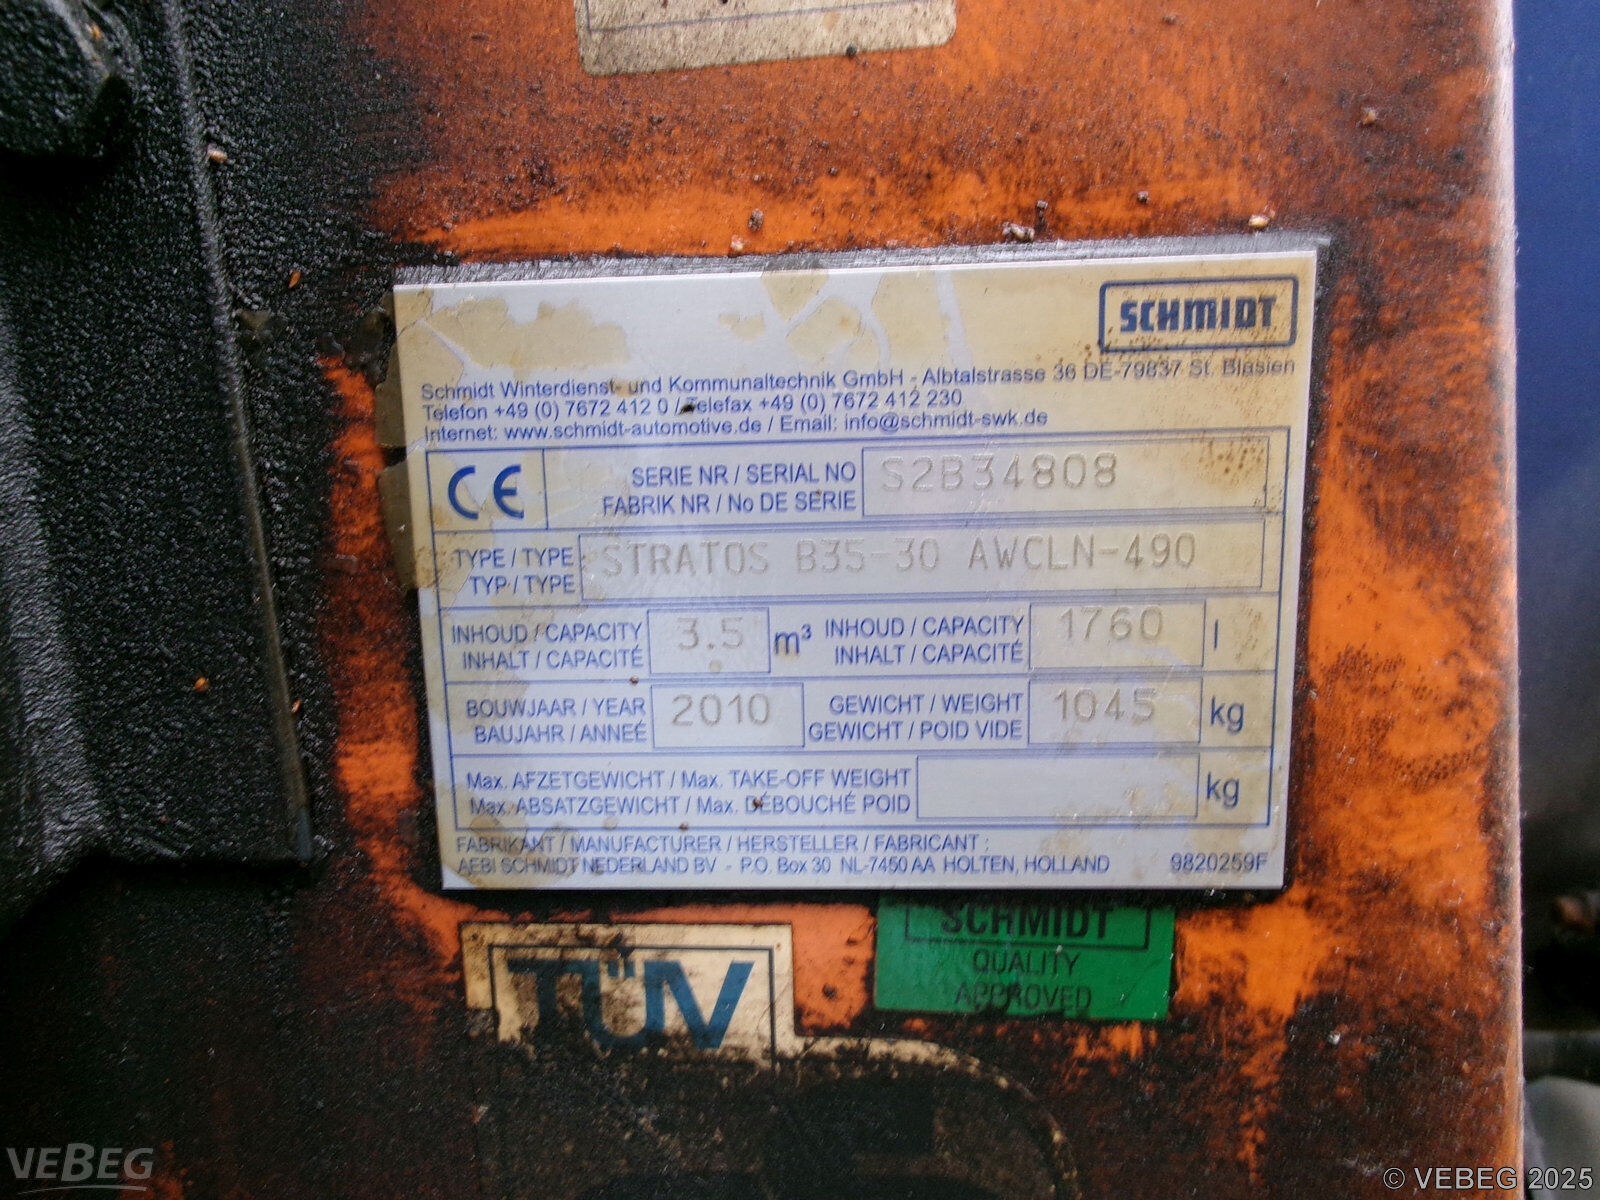 SCHMIDT
Schmidt Winterdienst- und Kommunaltechnik GmbH - Albtalstrasse 36 DE-79837 St. Blasien
Telefon +49 (0) 7672 412 0 / Telefax +49 (0) 7672 412 230
Internet: www.schmidt-automotive.de / Email: info@schmidt-swk.de
CE
SERIE NR / SERIAL NO
FABRIK NR / No DE SERIE
S2B34808
TYPE / TYPE
TYP / TYPE
STRATOS B35-30 AWCLN-490
INHOUD / CAPACITY
INHALT / CAPACITÉ
3.5
m³
INHOUD / CAPACITY
INHALT / CAPACITÉ
1760
l
BOUWJAAR / YEAR
BAUJAHR / ANNEÉ
2010
GEWICHT / WEIGHT
GEWICHT / POID VIDE
1045
kg
Max. AFZETGEWICHT / Max. TAKE-OFF WEIGHT
Max. ABSATZGEWICHT / Max. DÉBOUCHÉ POID
kg
FABRIKANT / MANUFACTURER / HERSTELLER / FABRICANT :
AEBI SCHMIDT NEDERLAND BV - P.O. Box 30 NL-7450 AA HOLTEN, HOLLAND
9820259F
TÜV
SCHMIDT
QUALITY
APPROVED
VEBEG
© VEBEG 2025